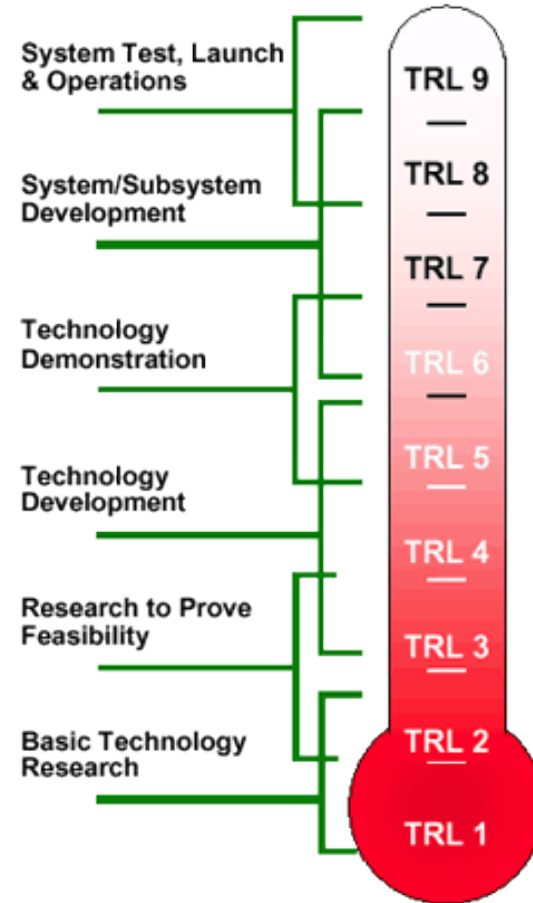 System Test, Launch
& Operations
System/Subsystem
Development
Technology
Demonstration
Technology
Development
Research to Prove
Feasibility
Basic Technology
Research
TRL 9
TRL 8
TRL 7
TRL 6
TRL 5
TRL 4
TRL 3
TRL 2
TRL 1